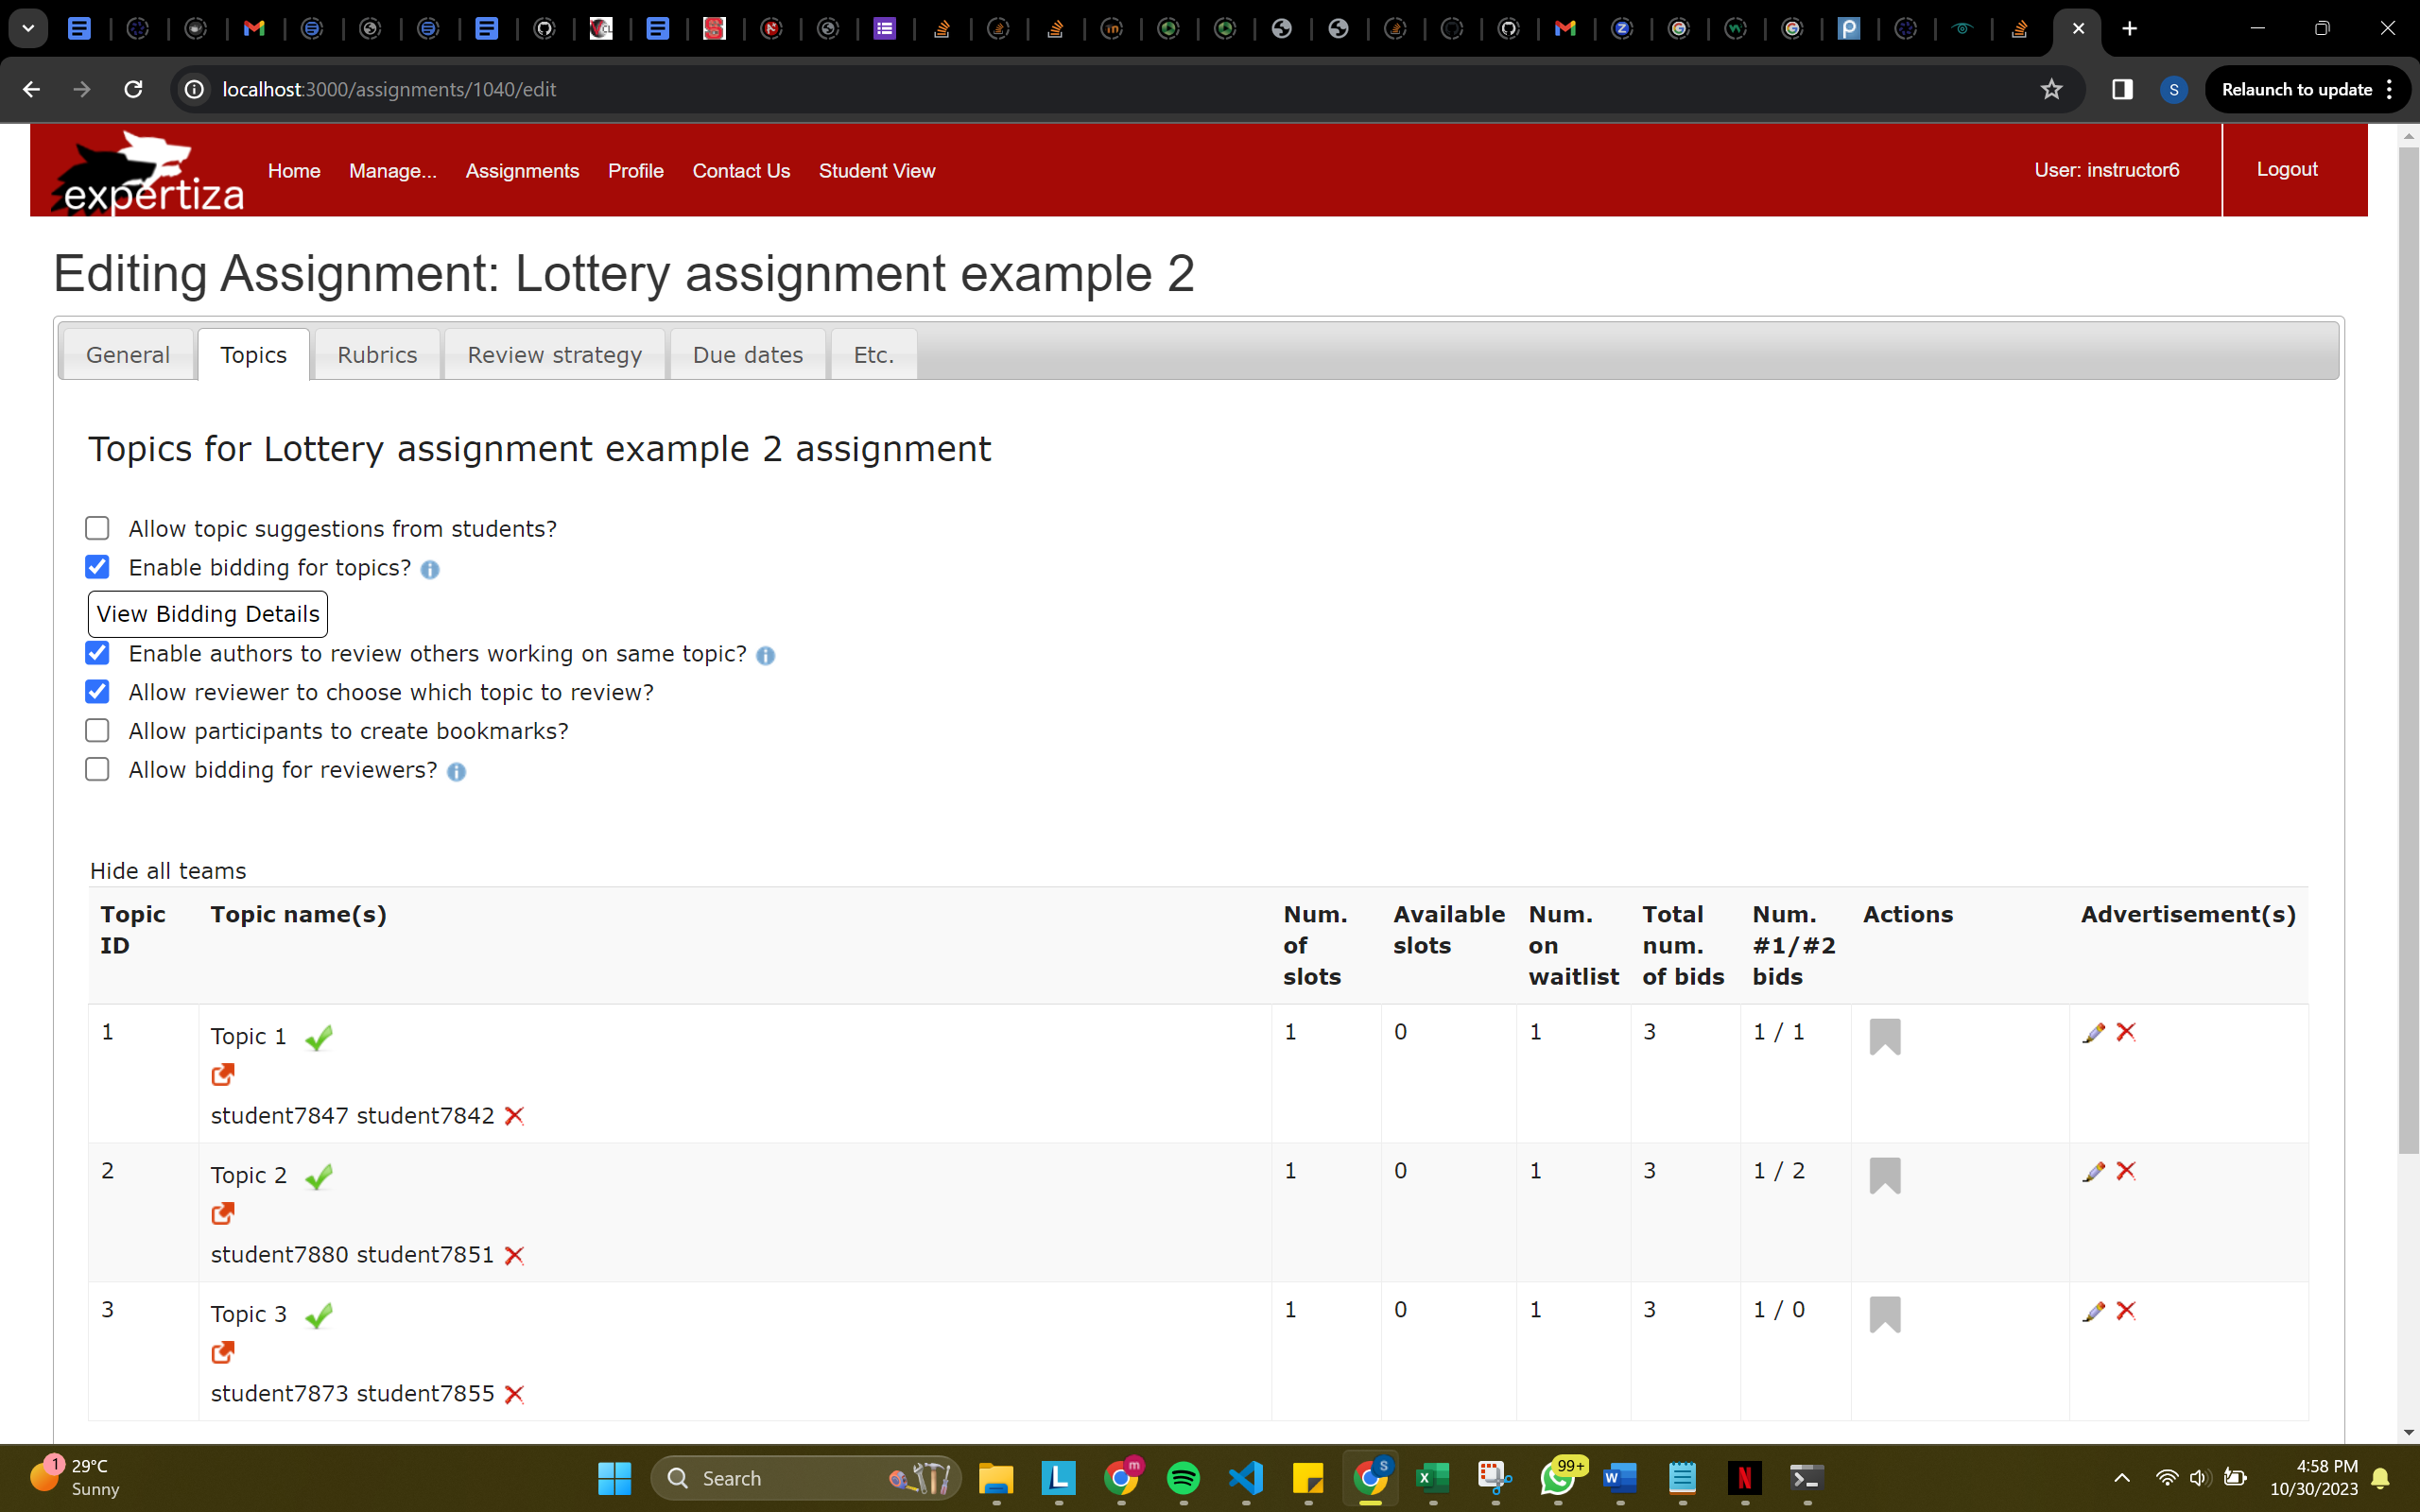 localhost:3000/assignments/1040/edit
S
Relaunch to update
expertiza
Home Manage... Assignments Profile Contact Us Student View
User: instructor6
Logout
Editing Assignment: Lottery assignment example 2
General Topics Rubrics Review strategy Due dates Etc.
Topics for Lottery assignment example 2 assignment
Allow topic suggestions from students?
Enable bidding for topics?
View Bidding Details
Enable authors to review others working on same topic?
Allow reviewer to choose which topic to review?
Allow participants to create bookmarks?
Allow bidding for reviewers?
Hide all teams
Topic ID Topic name(s) Num. of slots Available slots Num. on waitlist Total num. of bids Num. #1/#2 bids Actions Advertisement(s)
1 Topic 1 1 0 1 3 1 / 1
student7847 student7842
2 Topic 2 1 0 1 3 1 / 2
student7880 student7851
3 Topic 3 1 0 1 3 1 / 0
student7873 student7855
1
29°C
Sunny
Search
99+
4:58 PM
10/30/2023